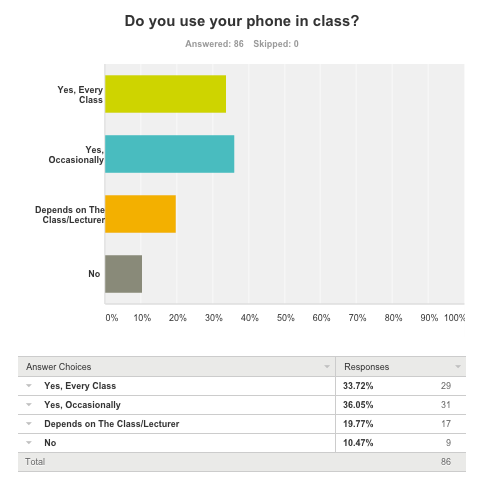 Do you use your phone in class?
Answered: 86 Skipped: 0
Yes, Every
Class
Yes,
Occasionally
Depends on The
Class/Lecturer
No
0% 10% 20% 30% 40% 50% 60% 70% 80% 90% 100%
Answer Choices Responses
Yes, Every Class 33.72% 29
Yes, Occasionally 36.05% 31
Depends on The Class/Lecturer 19.77% 17
No 10.47% 9
Total 86